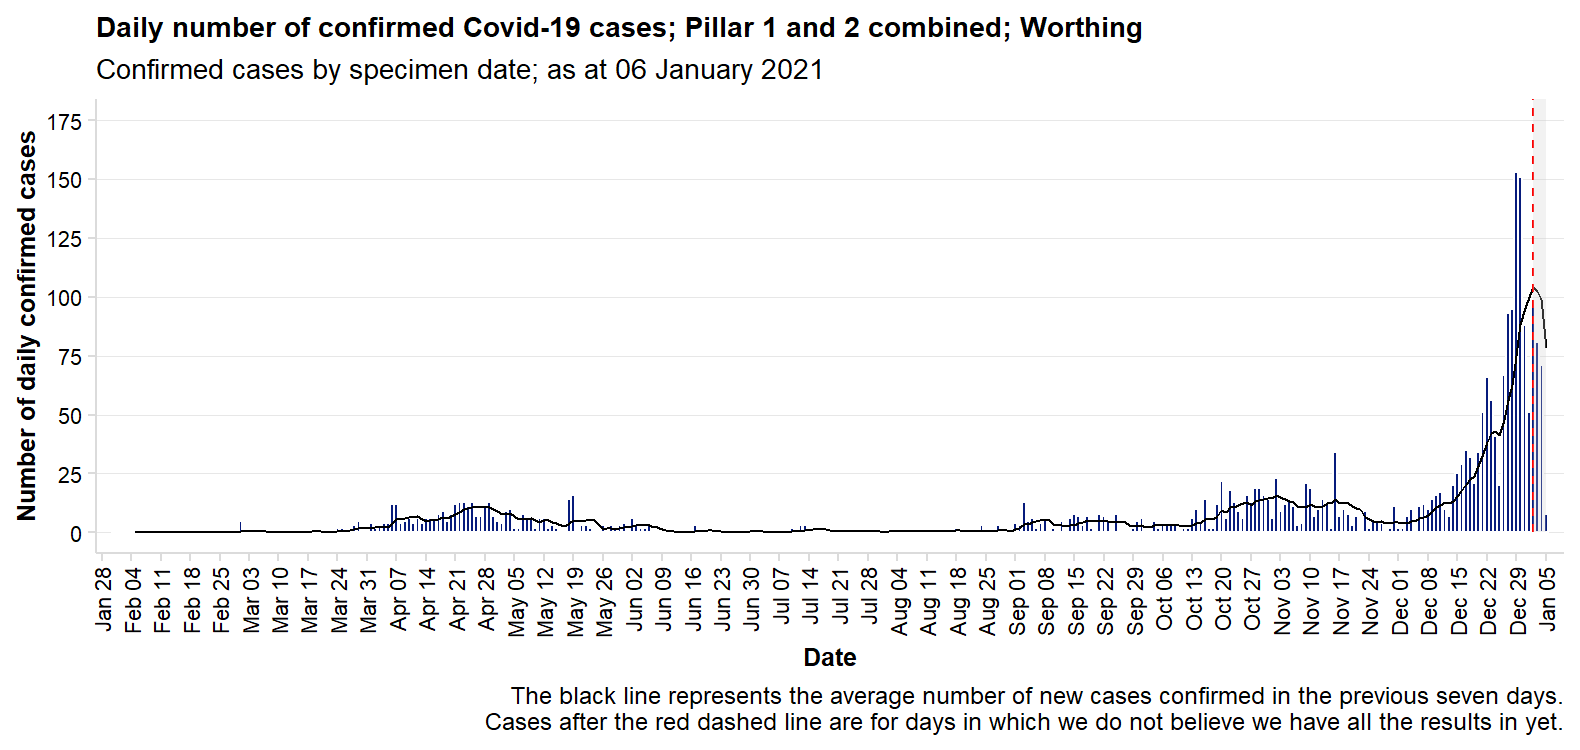 Daily number of confirmed Covid-19 cases; Pillar 1 and 2 combined; Worthing
Confirmed cases by specimen date; as at 06 January 2021
Number of daily confirmed cases
175
150
125
100
75
50
25
0
Jan 28
Feb 04
Feb 11
Feb 18
Feb 25
Mar 03
Mar 10
Mar 17
Mar 24
Mar 31
Apr 07
Apr 14
Apr 21
Apr 28
May 05
May 12
May 19
May 26
Jun 02
Jun 09
Jun 16
Jun 23
Jun 30
Jul 07
Jul 14
Jul 21
Jul 28
Aug 04
Aug 11
Aug 18
Aug 25
Sep 01
Sep 08
Sep 15
Sep 22
Sep 29
Oct 06
Oct 13
Oct 20
Oct 27
Nov 03
Nov 10
Nov 17
Nov 24
Dec 01
Dec 08
Dec 15
Dec 22
Dec 29
Jan 05
Date
The black line represents the average number of new cases confirmed in the previous seven days.
Cases after the red dashed line are for days in which we do not believe we have all the results in yet.